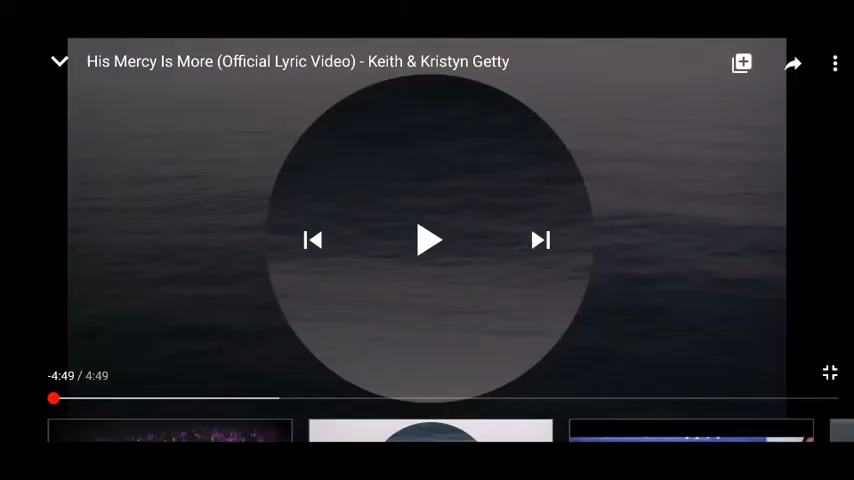 His Mercy Is More (Official Lyric Video) - Keith & Kristyn Getty
-4:49 / 4:49